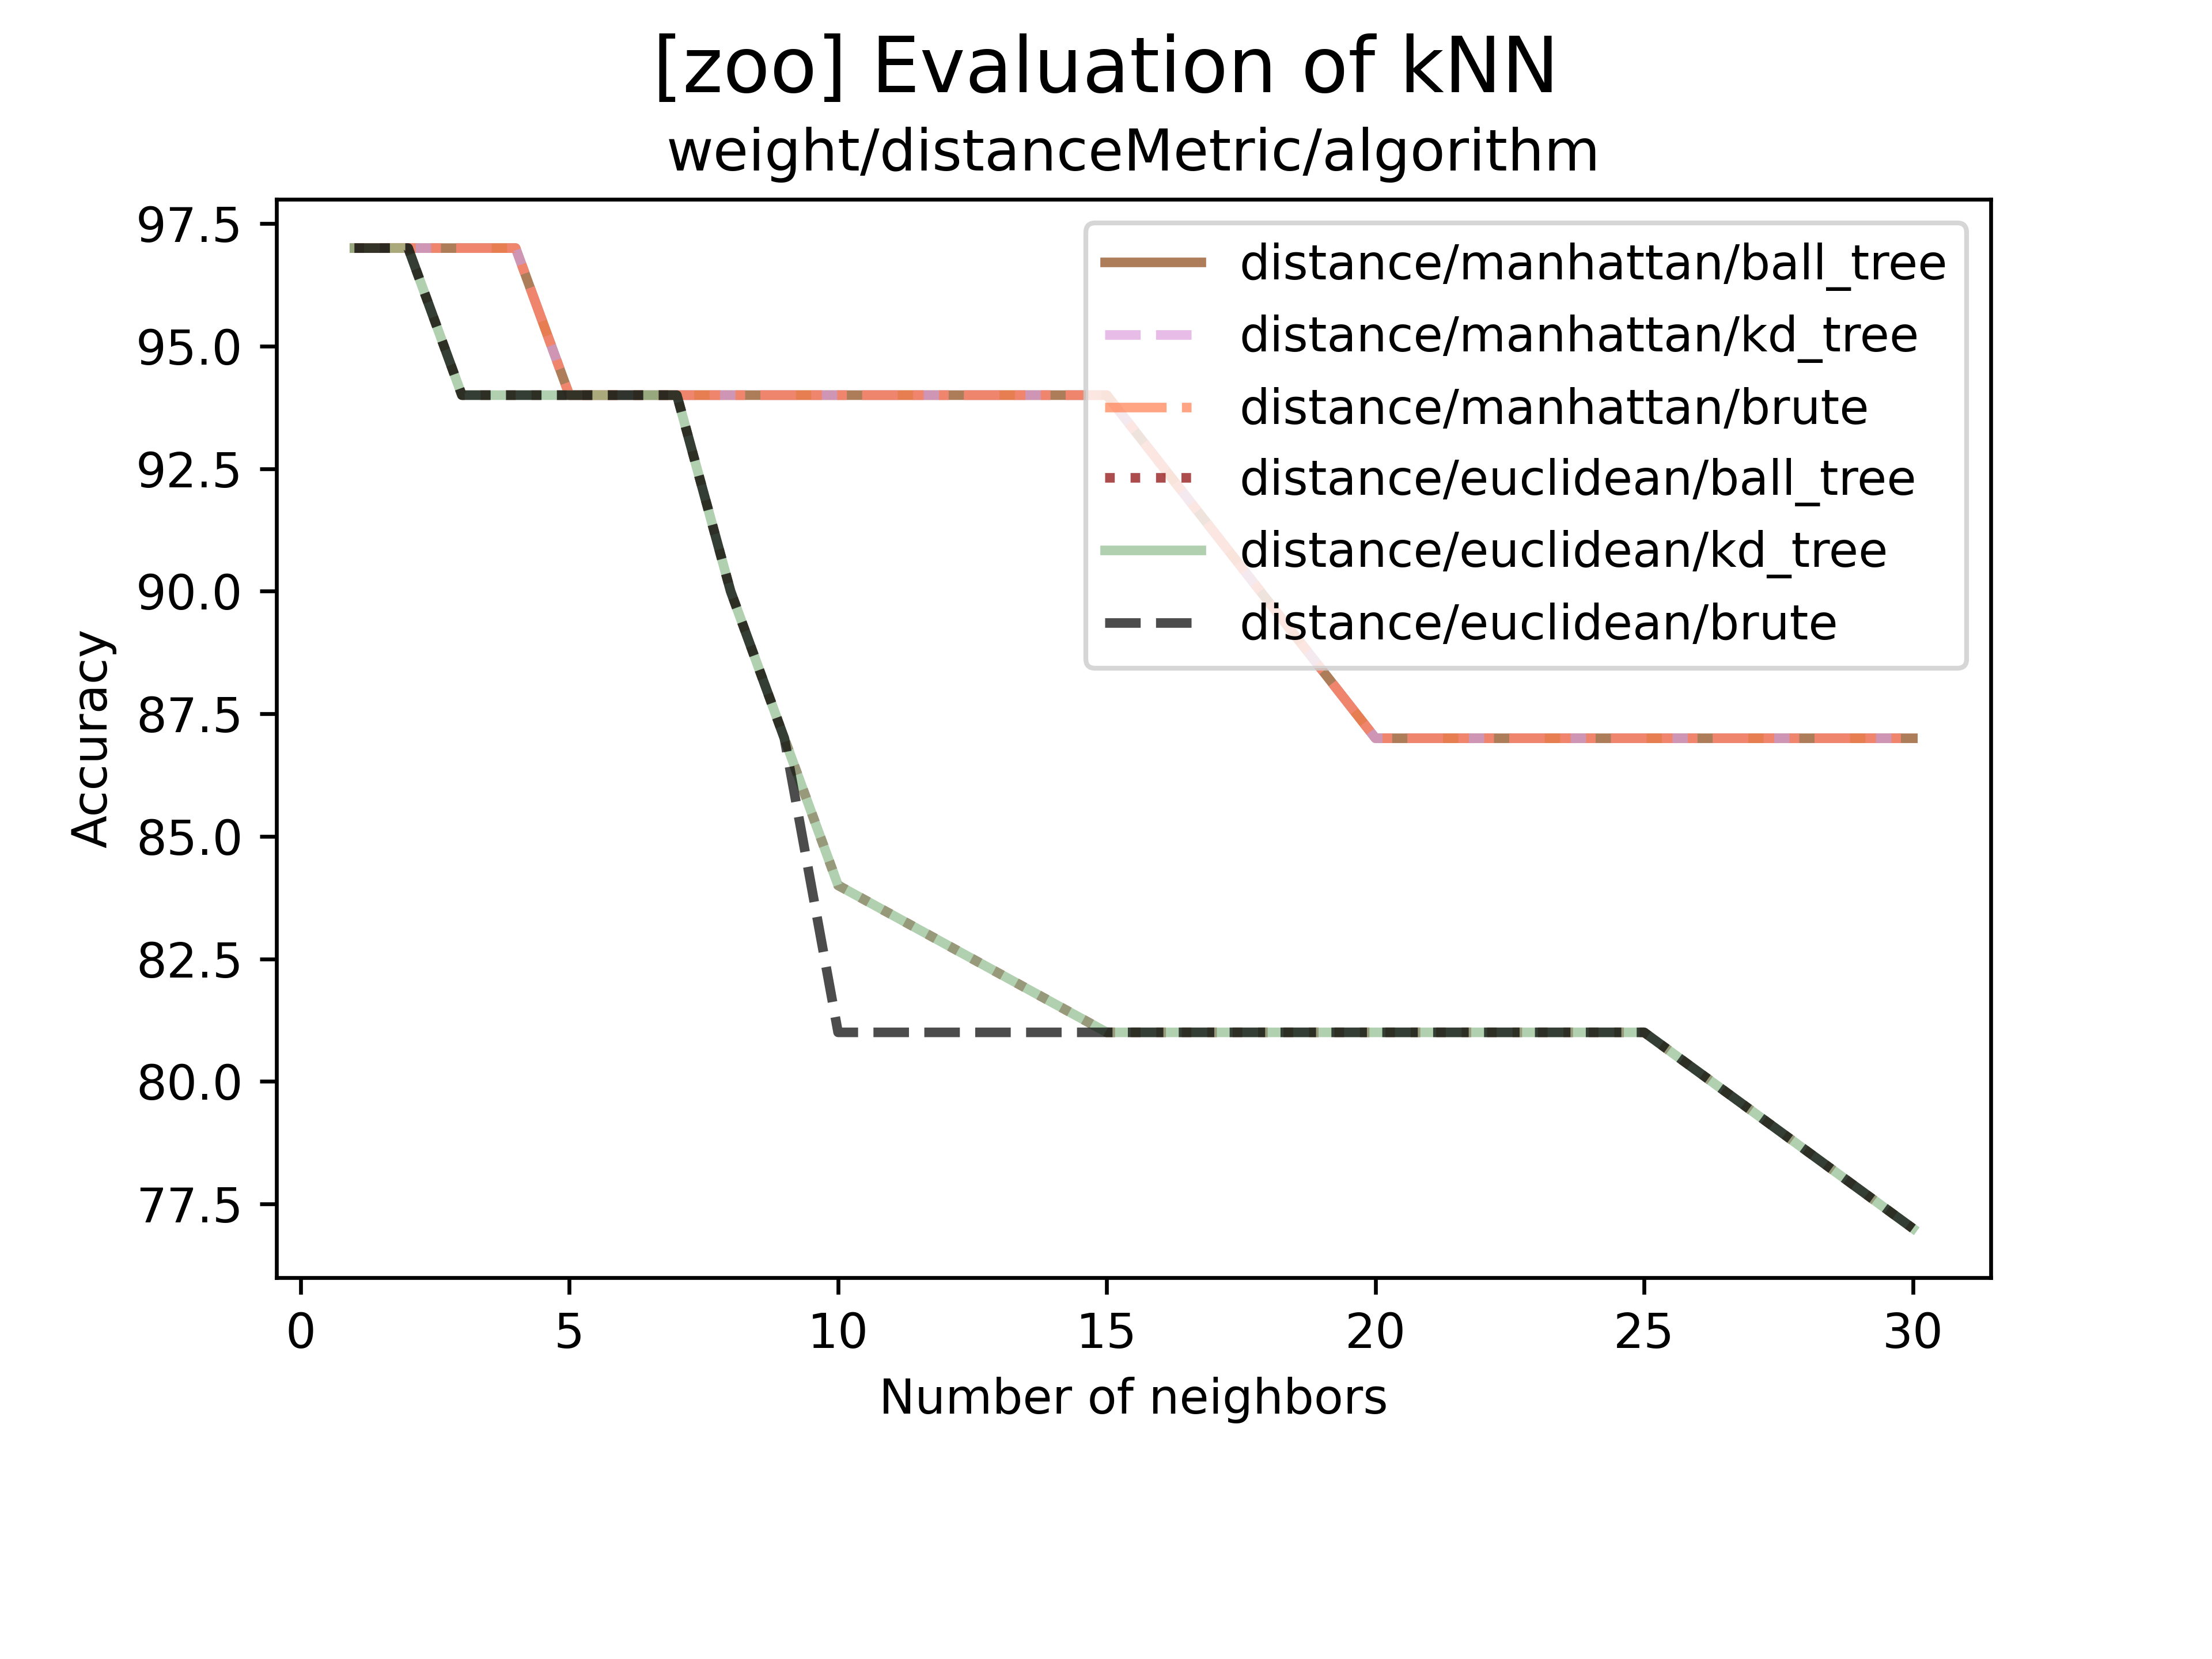 [zoo] Evaluation of kNN
weight/distanceMetric/algorithm
97.5
95.0
92.5
90.0
87.5
85.0
82.5
80.0
77.5
Accuracy
distance/manhattan/ball_tree
distance/manhattan/kd_tree
distance/manhattan/brute
distance/euclidean/ball_tree
distance/euclidean/kd_tree
distance/euclidean/brute
0 5 10 15 20 25 30
Number of neighbors